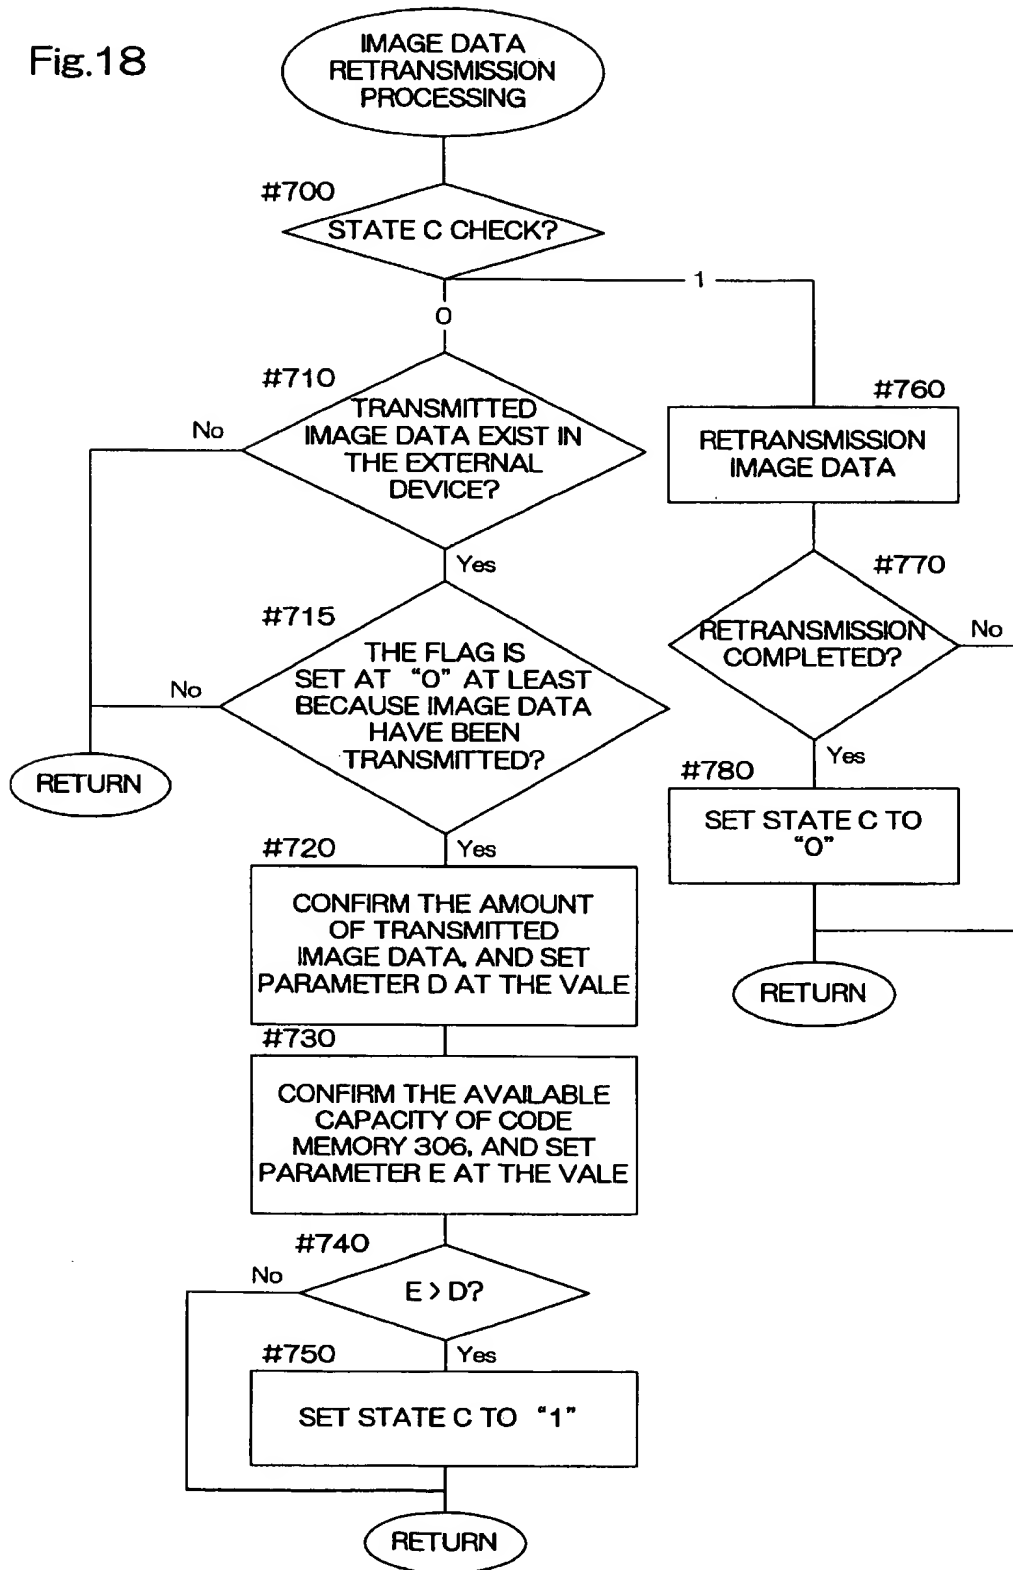 Fig.18
IMAGE DATA
RETRANSMISSION
PROCESSING
#700
STATE C CHECK?
1
0
#710
TRANSMITTED
IMAGE DATA EXIST IN
THE EXTERNAL
DEVICE?
No
Yes
#715
THE FLAG IS
SET AT "0" AT LEAST
BECAUSE IMAGE DATA
HAVE BEEN
TRANSMITTED?
No
RETURN
Yes
#720
CONFIRM THE AMOUNT
OF TRANSMITTED
IMAGE DATA, AND SET
PARAMETER D AT THE VALE
#730
CONFIRM THE AVAILABLE
CAPACITY OF CODE
MEMORY 306, AND SET
PARAMETER E AT THE VALE
#740
E > D?
No
Yes
#750
SET STATE C TO "1"
RETURN
#760
RETRANSMISSION
IMAGE DATA
#770
RETRANSMISSION
COMPLETED?
No
Yes
#780
SET STATE C TO
"0"
RETURN